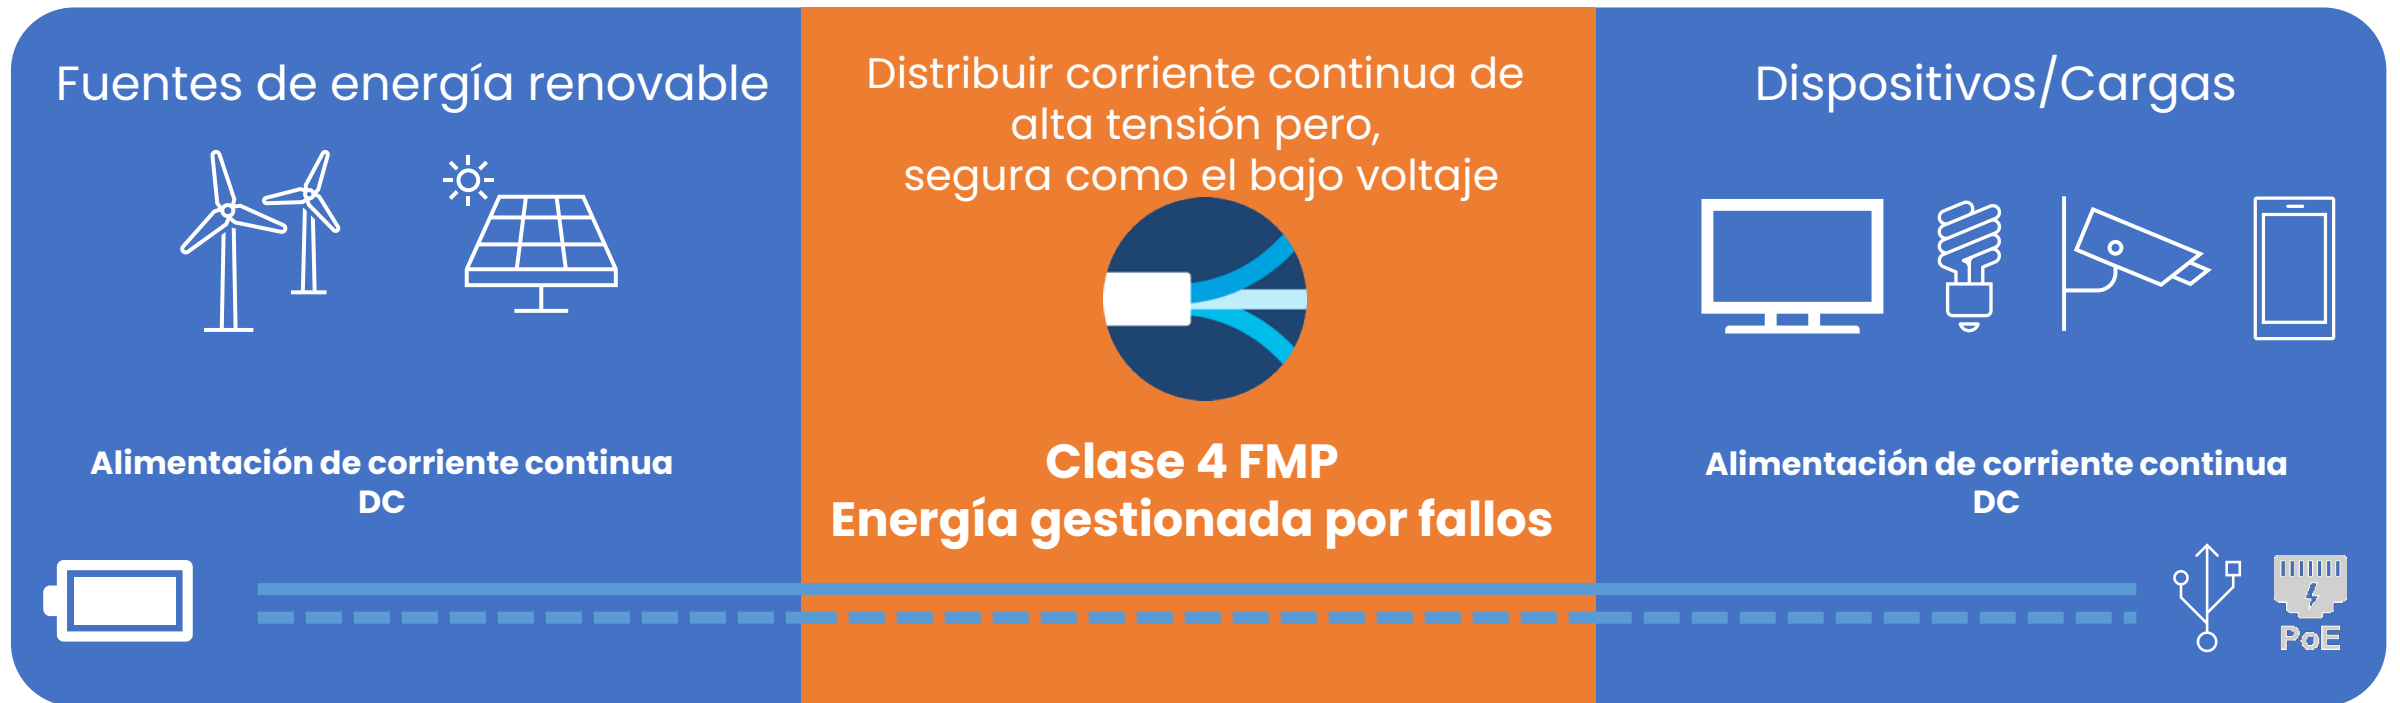 Fuentes de energía renovable
Distribuir corriente continua de
alta tensión pero,
segura como el bajo voltaje
Dispositivos/Cargas
Alimentación de corriente continua
DC
Clase 4 FMP
Energía gestionada por fallos
Alimentación de corriente continua
DC
PoE